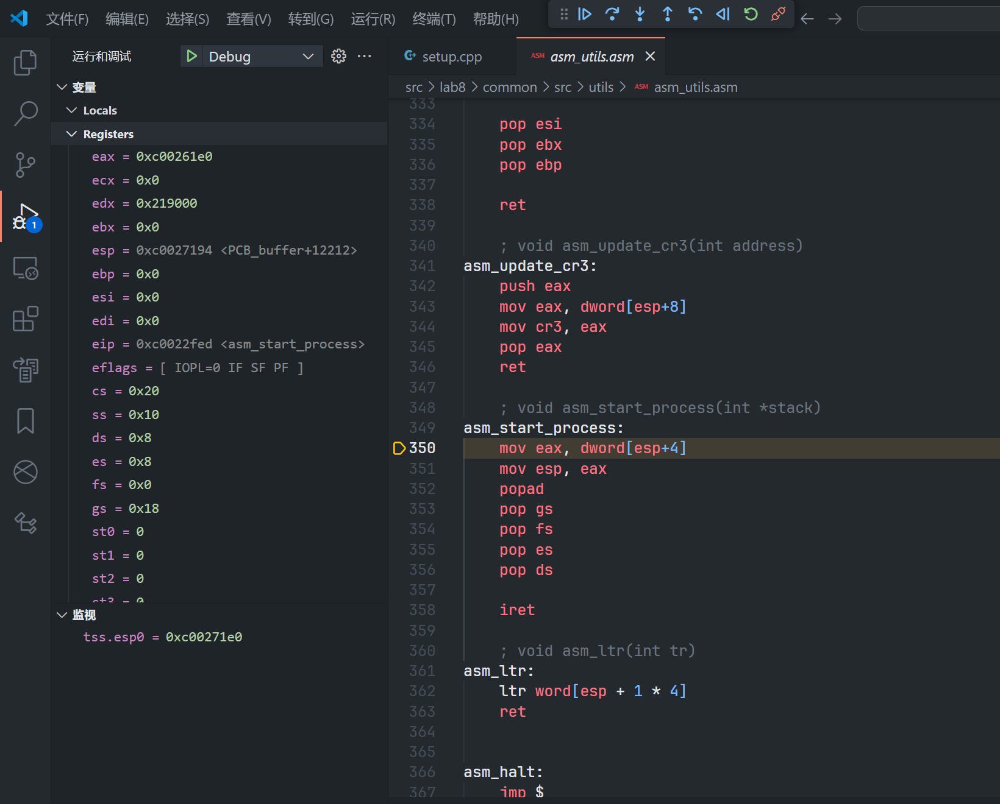 文件(F) 编辑(E) 选择(S) 查看(V) 转到(G) 运行(R) 终端(T) 帮助(H)
运行和调试 Debug
变量
Locals
Registers
eax = 0xc00261e0
ecx = 0x0
edx = 0x219000
ebx = 0x0
esp = 0xc0027194 <PCB_buffer+12212>
ebp = 0x0
esi = 0x0
edi = 0x0
eip = 0xc0022fed <asm_start_process>
eflags = [ IOPL=0 IF SF PF ]
cs = 0x20
ss = 0x10
ds = 0x8
es = 0x8
fs = 0x0
gs = 0x18
st0 = 0
st1 = 0
st2 = 0
st3 = 0
监视
tss.esp0 = 0xc00271e0
1
setup.cpp
ASM asm_utils.asm
src > lab8 > common > src > utils > ASM asm_utils.asm
333
334 pop esi
335 pop ebx
336 pop ebp
337
338 ret
339
340 ; void asm_update_cr3(int address)
341 asm_update_cr3:
342 push eax
343 mov eax, dword[esp+8]
344 mov cr3, eax
345 pop eax
346 ret
347
348 ; void asm_start_process(int *stack)
349 asm_start_process:
350 mov eax, dword[esp+4]
351 mov esp, eax
352 popad
353 pop gs
354 pop fs
355 pop es
356 pop ds
357
358 iret
359
360 ; void asm_ltr(int tr)
361 asm_ltr:
362 ltr word[esp + 1 * 4]
363 ret
364
365
366 asm_halt:
367 jmp $